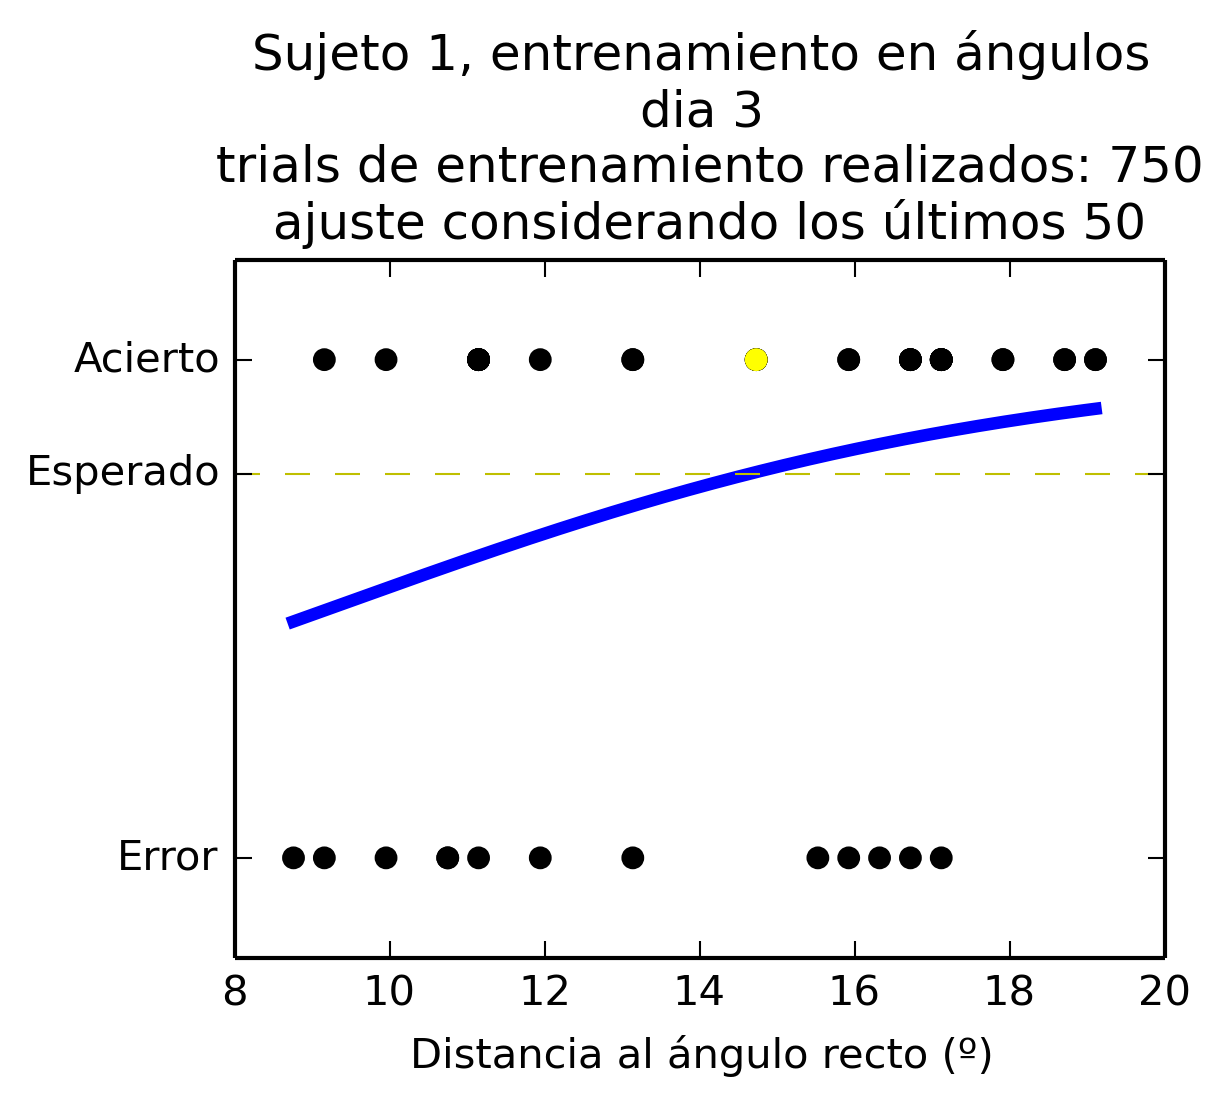 Sujeto 1, entrenamiento en ángulos
dia 3
trials de entrenamiento realizados: 750
ajuste considerando los últimos 50
Acierto
Esperado
Error
8 10 12 14 16 18 20
Distancia al ángulo recto (º)